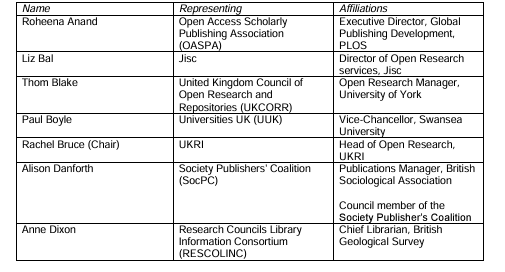 Name Representing Affiliations
Roheena Anand Open Access Scholarly Executive Director, Global
Publishing Association Publishing Development,
(OASPA) PLOS
Liz Bal Jisc Director of Open Research
services, Jisc
Thom Blake United Kingdom Council of Open Research Manager,
Open Research and University of York
Repositories (UKCORR)
Paul Boyle Universities UK (UUK) Vice-Chancellor, Swansea
University
Rachel Bruce (Chair) UKRI Head of Open Research,
UKRI
Alison Danforth Society Publishers' Coalition Publications Manager, British
(SocPC) Sociological Association
Council member of the
Society Publisher's Coalition
Anne Dixon Research Councils Library Chief Librarian, British
Information Consortium Geological Survey
(RESCOLINC)